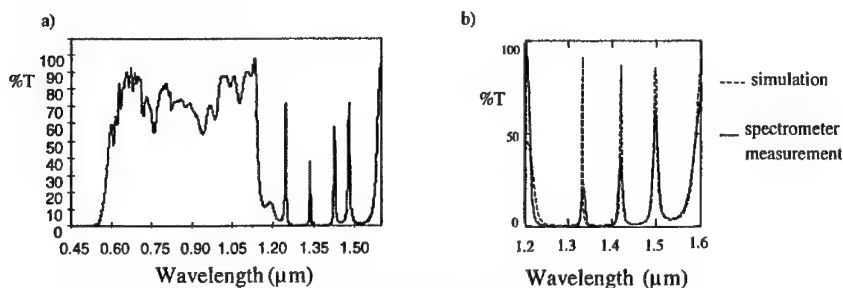 a)
%T
100
90
80
70
60
50
40
30
20
10
0
0.45 0.60 0.75 0.90 1.05 1.20 1.35 1.50
Wavelength (µm)
b)
%T
100
50
0
1.2 1.3 1.4 1.5 1.6
Wavelength (µm)
simulation
spectrometer
measurement